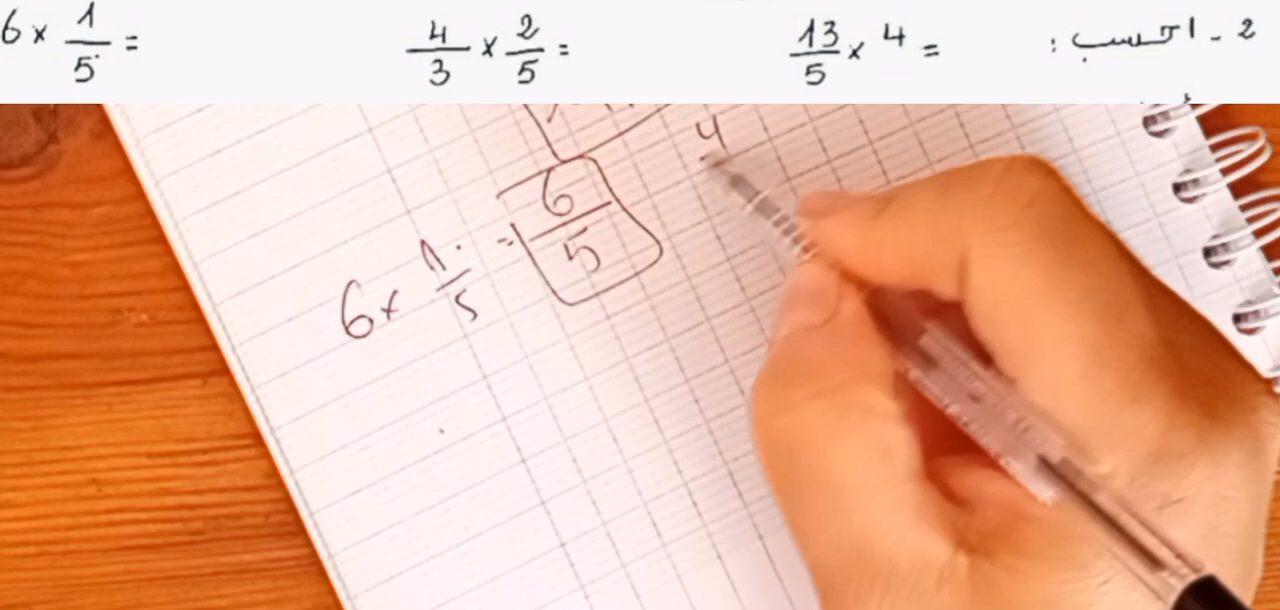 2 - احسب :
13/5 × 4 =
4/3 × 2/5 =
6 × 1/5 =
6 × 1/5 = 6/5
4